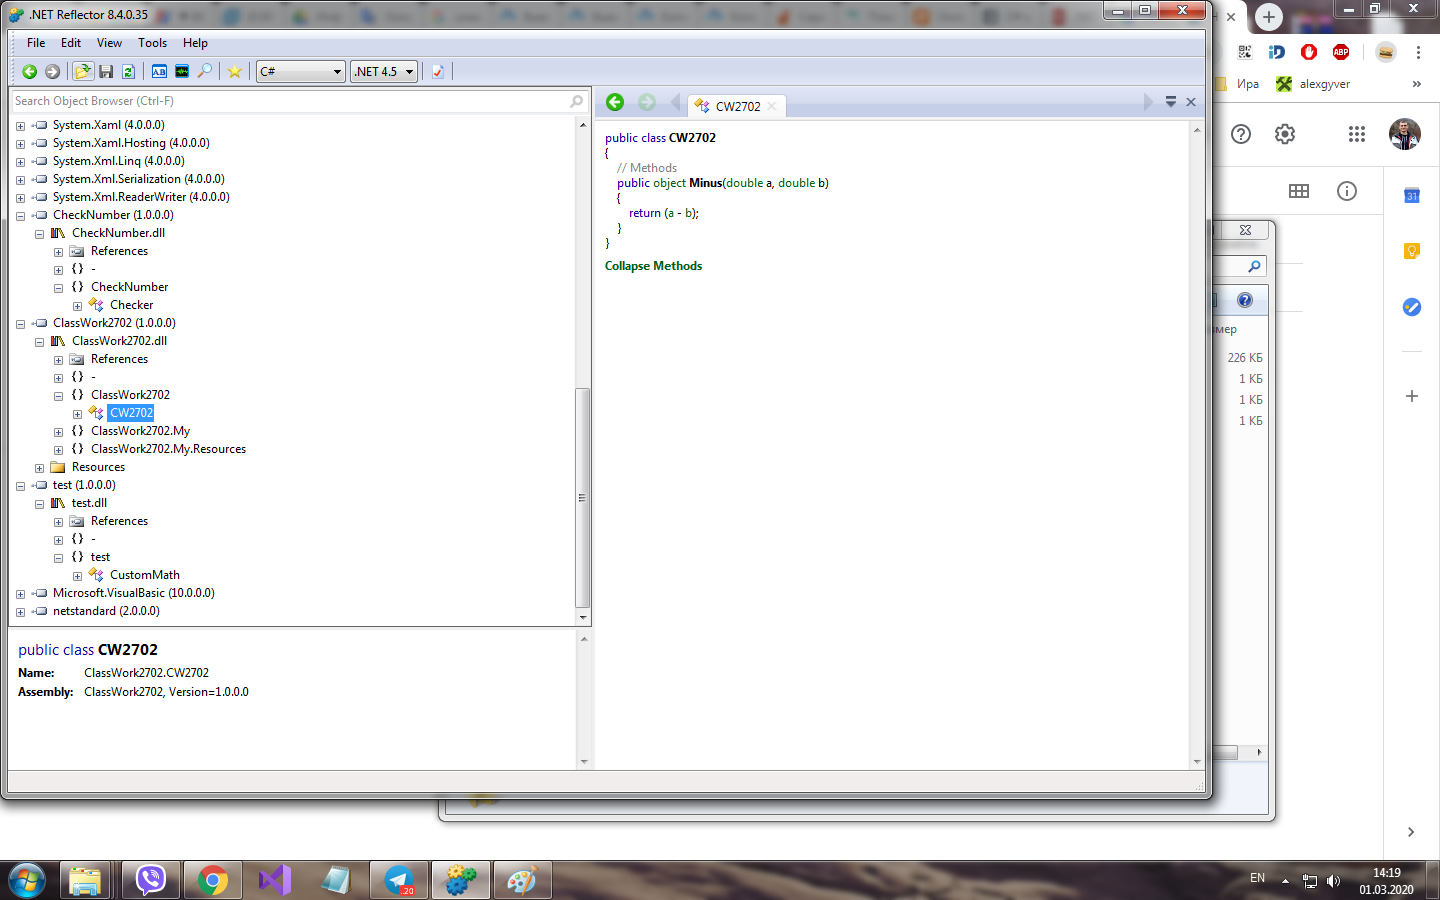 .NET Reflector 8.4.0.35
File Edit View Tools Help
C# .NET 4.5
Search Object Browser (Ctrl-F)
System.Xaml (4.0.0.0)
System.Xaml.Hosting (4.0.0.0)
System.Xml.Linq (4.0.0.0)
System.Xml.Serialization (4.0.0.0)
System.Xml.ReaderWriter (4.0.0.0)
CheckNumber (1.0.0.0)
CheckNumber.dll
References
{ } -
{ } CheckNumber
Checker
ClassWork2702 (1.0.0.0)
ClassWork2702.dll
References
{ } -
{ } ClassWork2702
CW2702
{ } ClassWork2702.My
{ } ClassWork2702.My.Resources
Resources
test (1.0.0.0)
test.dll
References
{ } -
{ } test
CustomMath
Microsoft.VisualBasic (10.0.0.0)
netstandard (2.0.0.0)
public class CW2702
Name: ClassWork2702.CW2702
Assembly: ClassWork2702, Version=1.0.0.0
CW2702
public class CW2702
{
// Methods
public object Minus(double a, double b)
{
return (a - b);
}
}
Collapse Methods
ABP
Ира alexgyver »
31
змер
226 КБ
1 КБ
1 КБ
1 КБ
20
EN
14:19
01.03.2020